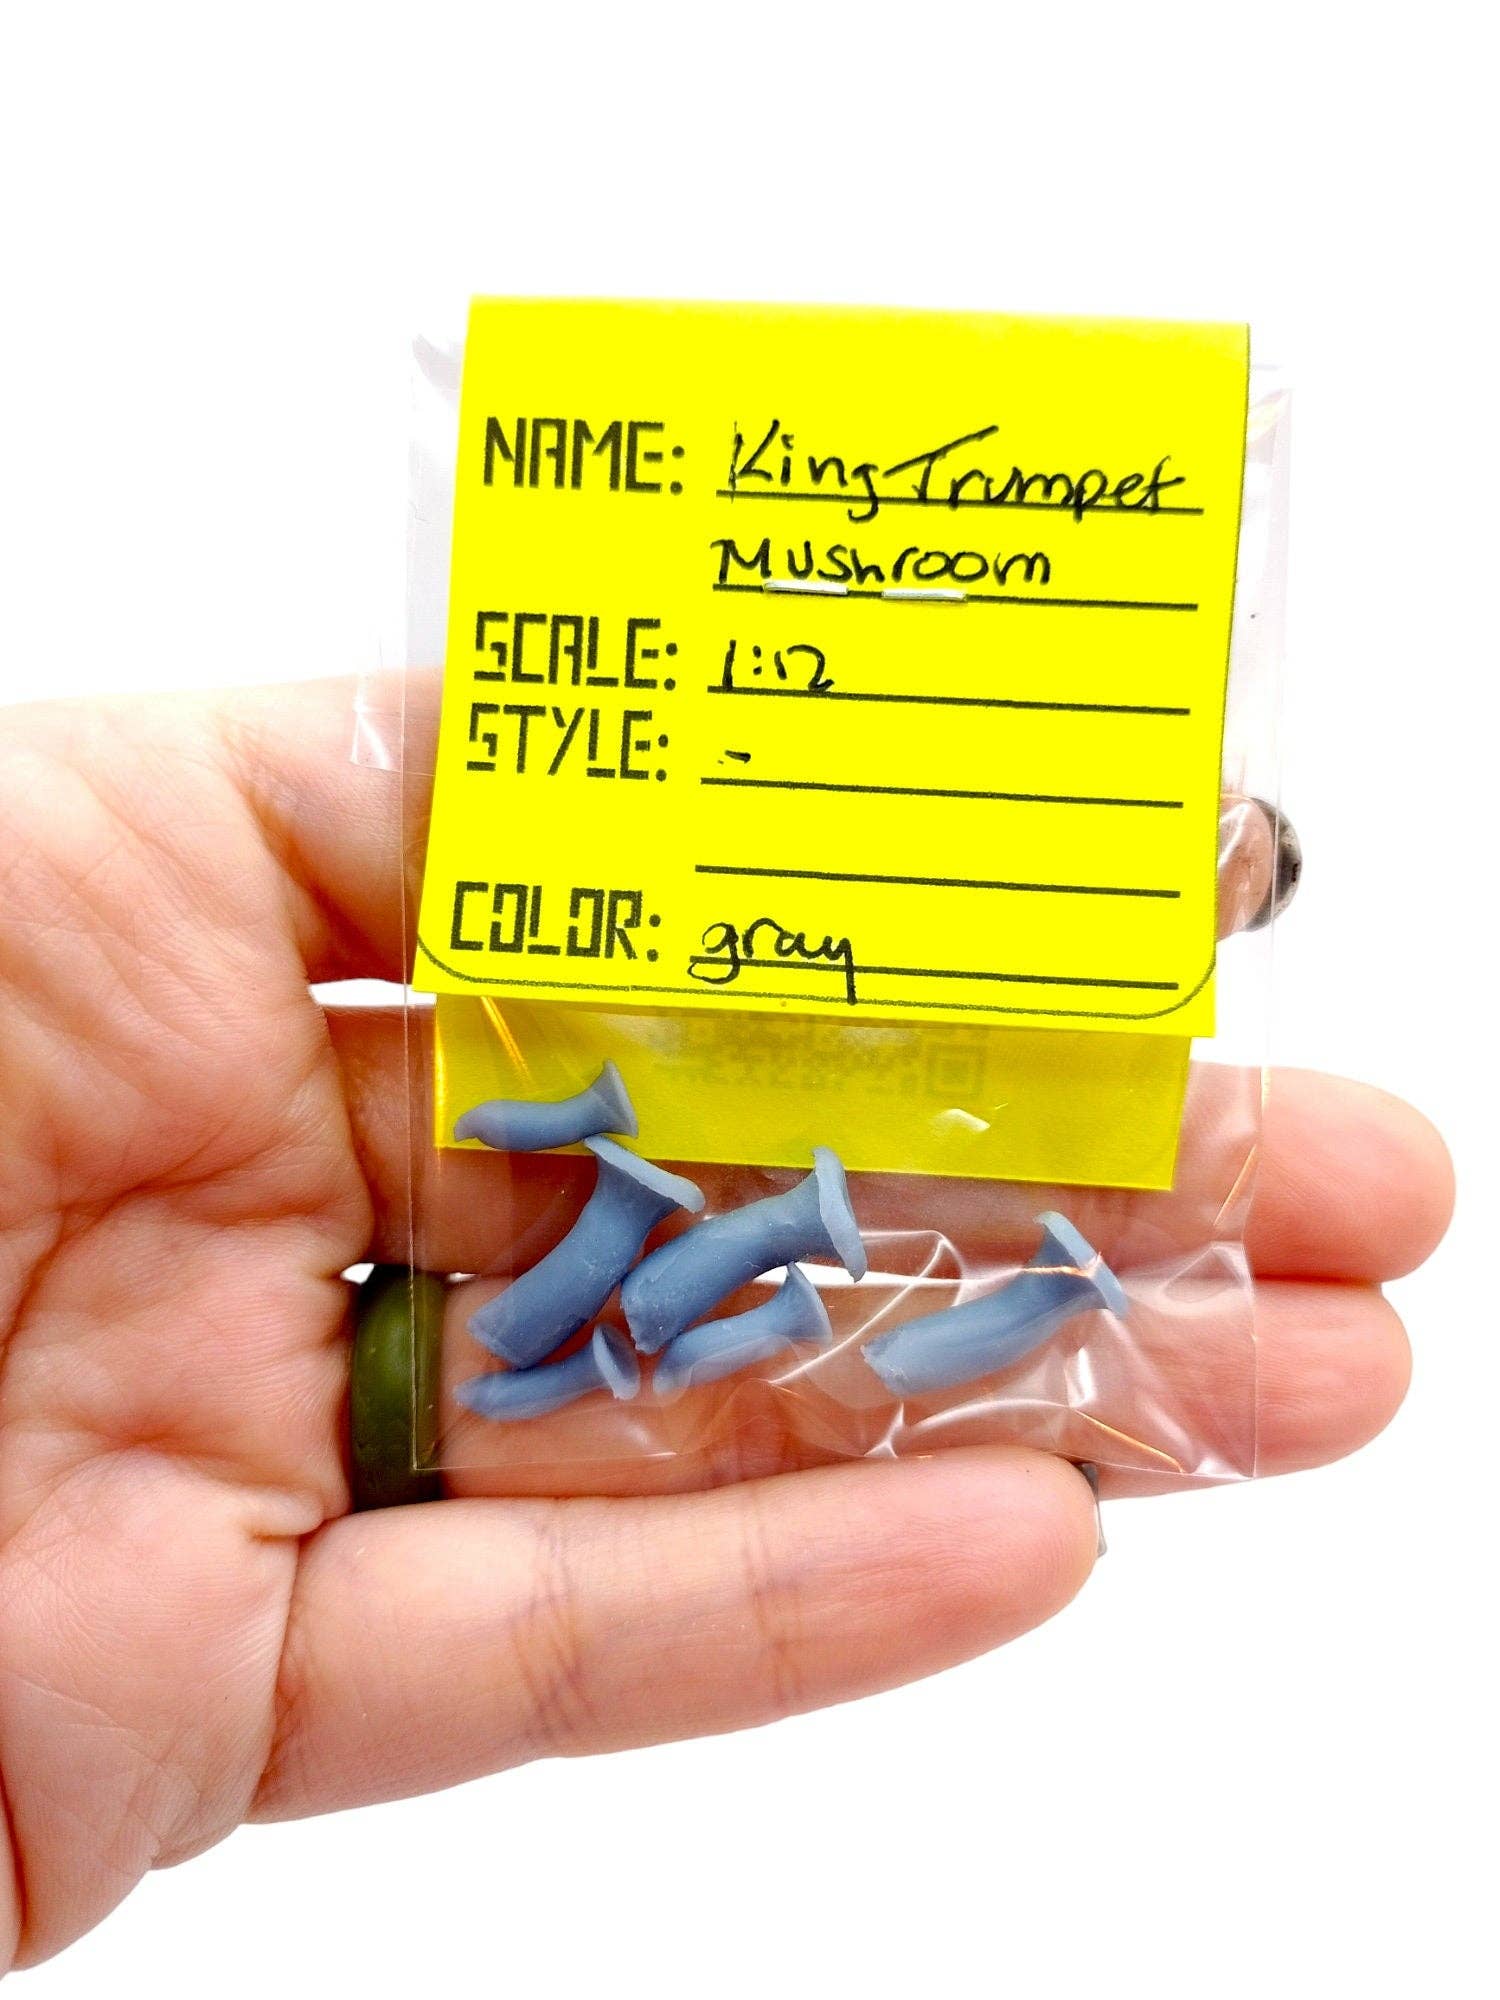 NAME: King Trumpet
Mushroom
SCALE: 1:12
STYLE: -
COLOR: gray